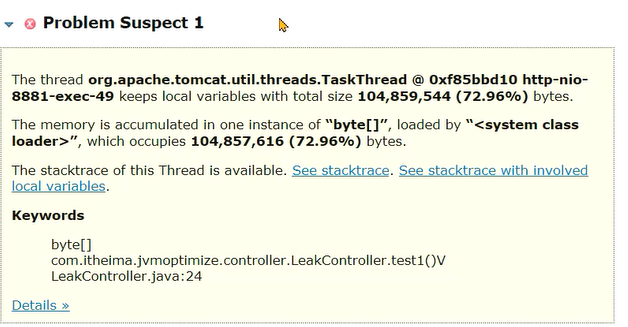 Problem Suspect 1
The thread org.apache.tomcat.util.threads.TaskThread @ 0xf85bbd10 http-nio-
8881-exec-49 keeps local variables with total size 104,859,544 (72.96%) bytes.
The memory is accumulated in one instance of “byte[]”, loaded by “<system class
loader>”, which occupies 104,857,616 (72.96%) bytes.
The stacktrace of this Thread is available. See stacktrace. See stacktrace with involved
local variables.
Keywords
byte[]
com.itheima.jvmoptimize.controller.LeakController.test1()V
LeakController.java:24
Details »